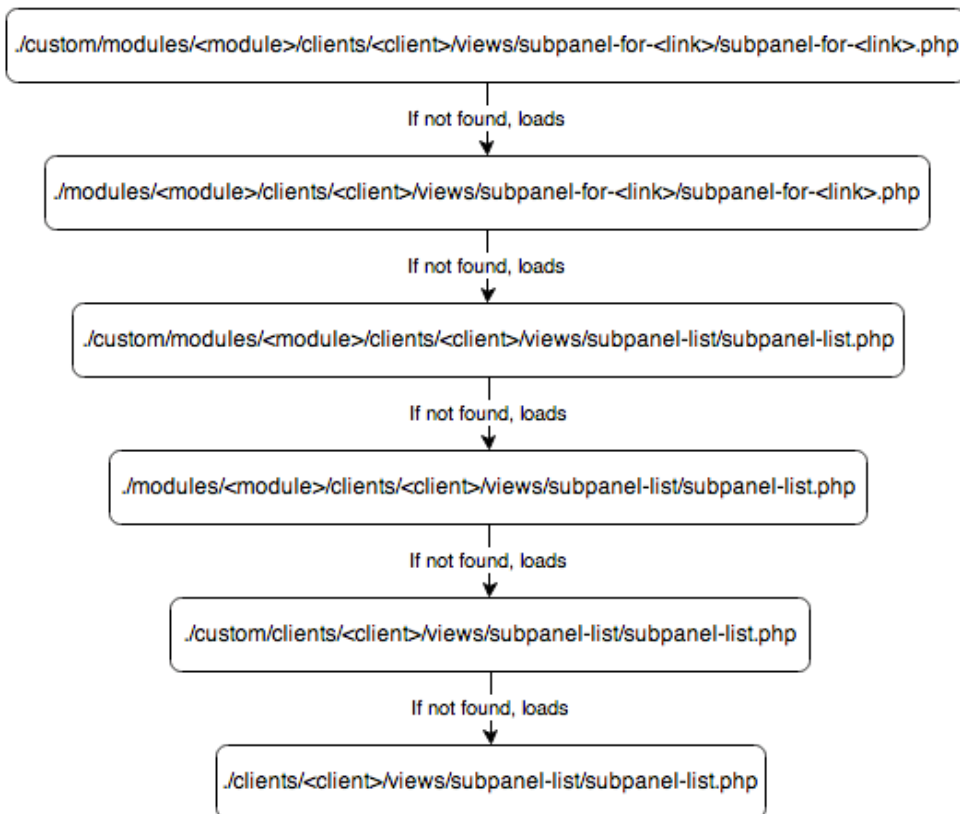 ./custom/modules/<module>/clients/<client>/views/subpanel-for-<link>/subpanel-for-<link>.php
If not found, loads
./modules/<module>/clients/<client>/views/subpanel-for-<link>/subpanel-for-<link>.php
If not found, loads
./custom/modules/<module>/clients/<client>/views/subpanel-list/subpanel-list.php
If not found, loads
./modules/<module>/clients/<client>/views/subpanel-list/subpanel-list.php
If not found, loads
./custom/clients/<client>/views/subpanel-list/subpanel-list.php
If not found, loads
./clients/<client>/views/subpanel-list/subpanel-list.php